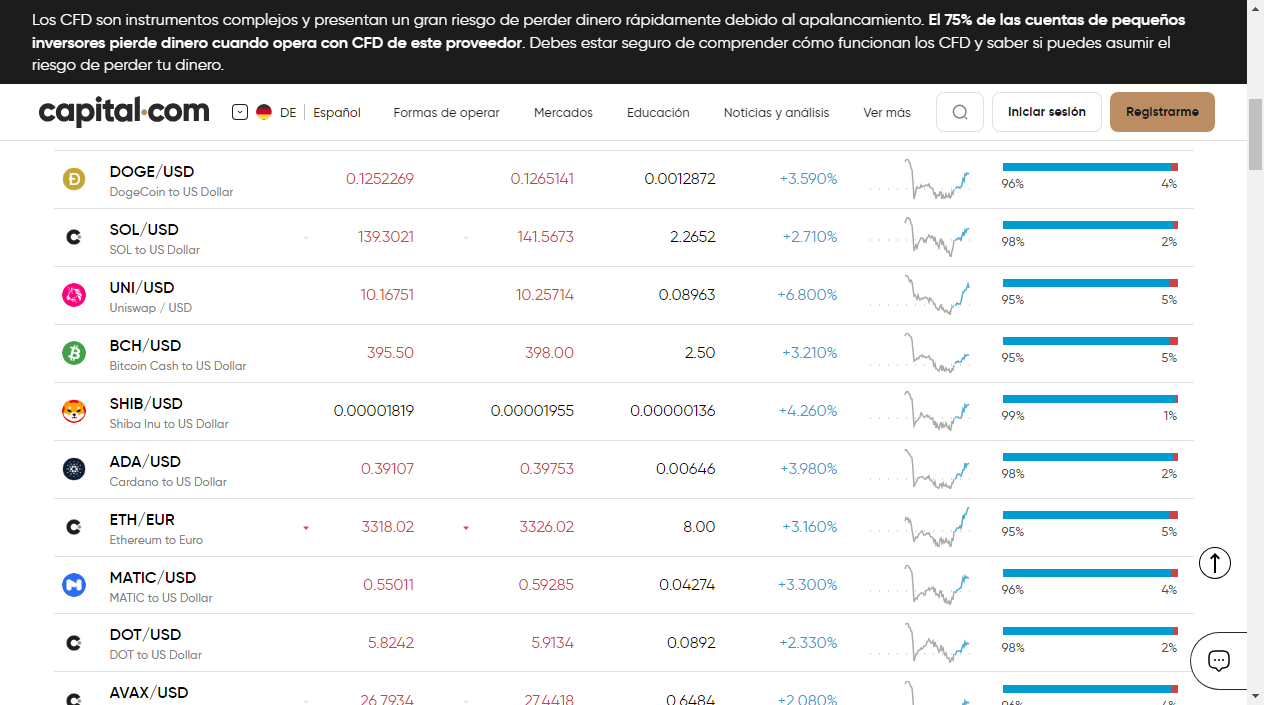 Los CFD son instrumentos complejos y presentan un gran riesgo de perder dinero rápidamente debido al apalancamiento. El 75% de las cuentas de pequeños
inversores pierde dinero cuando opera con CFD de este proveedor. Debes estar seguro de comprender cómo funcionan los CFD y saber si puedes asumir el
riesgo de perder tu dinero.
capital.com DE Español Formas de operar Mercados Educación Noticias y análisis Ver más Iniciar sesión Registrarme
DOGE/USD 0.1252269 0.1265141 0.0012872 +3.590%
DogeCoin to US Dollar 96% 4%
SOL/USD 139.3021 141.5673 2.2652 +2.710%
SOL to US Dollar 98% 2%
UNI/USD 10.16751 10.25714 0.08963 +6.800%
Uniswap / USD 95% 5%
BCH/USD 395.50 398.00 2.50 +3.210%
Bitcoin Cash to US Dollar 95% 5%
SHIB/USD 0.00001819 0.00001955 0.00000136 +4.260%
Shiba Inu to US Dollar 99% 1%
ADA/USD 0.39107 0.39753 0.00646 +3.980%
Cardano to US Dollar 98% 2%
ETH/EUR 3318.02 3326.02 8.00 +3.160%
Ethereum to Euro 95% 5%
MATIC/USD 0.55011 0.59285 0.04274 +3.300%
MATIC to US Dollar 96% 4%
DOT/USD 5.8242 5.9134 0.0892 +2.330%
DOT to US Dollar 98% 2%
AVAX/USD 26.7934 27.4418 0.6484 +2.080%
96% 4%